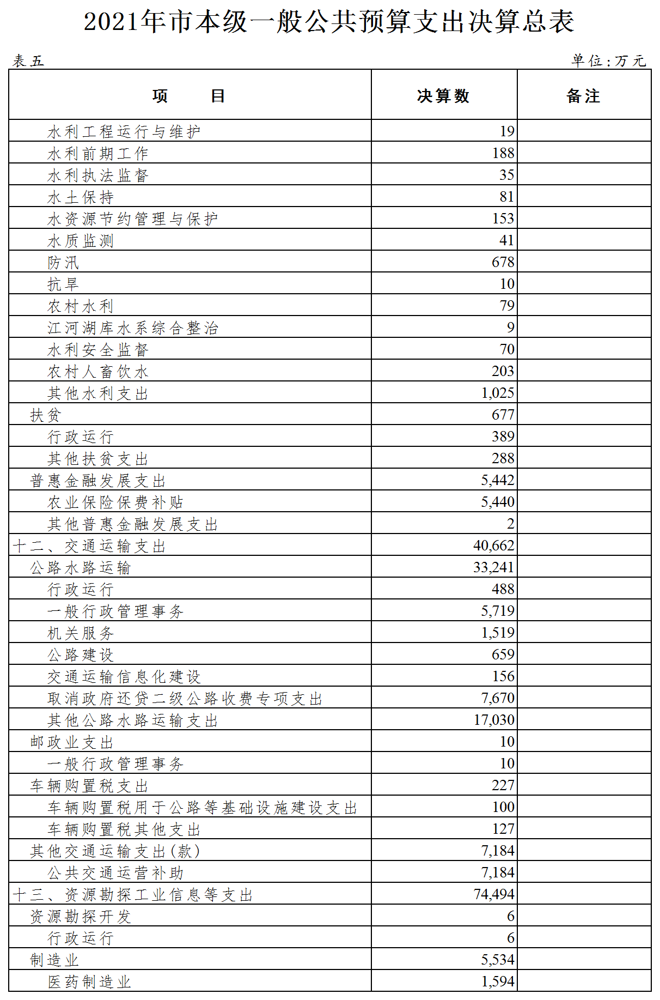 2021年市本级一般公共预算支出决算总表
表五 单位:万元
项 目 决算数 备注
水利工程运行与维护 19
水利前期工作 188
水利执法监督 35
水土保持 81
水资源节约管理与保护 153
水质监测 41
防汛 678
抗旱 10
农村水利 79
江河湖库水系综合整治 9
水利安全监督 70
农村人畜饮水 203
其他水利支出 1,025
扶贫 677
行政运行 389
其他扶贫支出 288
普惠金融发展支出 5,442
农业保险保费补贴 5,440
其他普惠金融发展支出 2
十二、交通运输支出 40,662
公路水路运输 33,241
行政运行 488
一般行政管理事务 5,719
机关服务 1,519
公路建设 659
交通运输信息化建设 156
取消政府还贷二级公路收费专项支出 7,670
其他公路水路运输支出 17,030
邮政业支出 10
一般行政管理事务 10
车辆购置税支出 227
车辆购置税用于公路等基础设施建设支出 100
车辆购置税其他支出 127
其他交通运输支出(款) 7,184
公共交通运营补助 7,184
十三、资源勘探工业信息等支出 74,494
资源勘探开发 6
行政运行 6
制造业 5,534
医药制造业 1,594